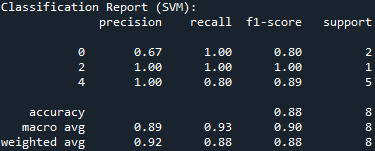 Classification Report (SVM):
precision recall f1-score support
0 0.67 1.00 0.80 2
2 1.00 1.00 1.00 1
4 1.00 0.80 0.89 5
accuracy 0.88 8
macro avg 0.89 0.93 0.90 8
weighted avg 0.92 0.88 0.88 8